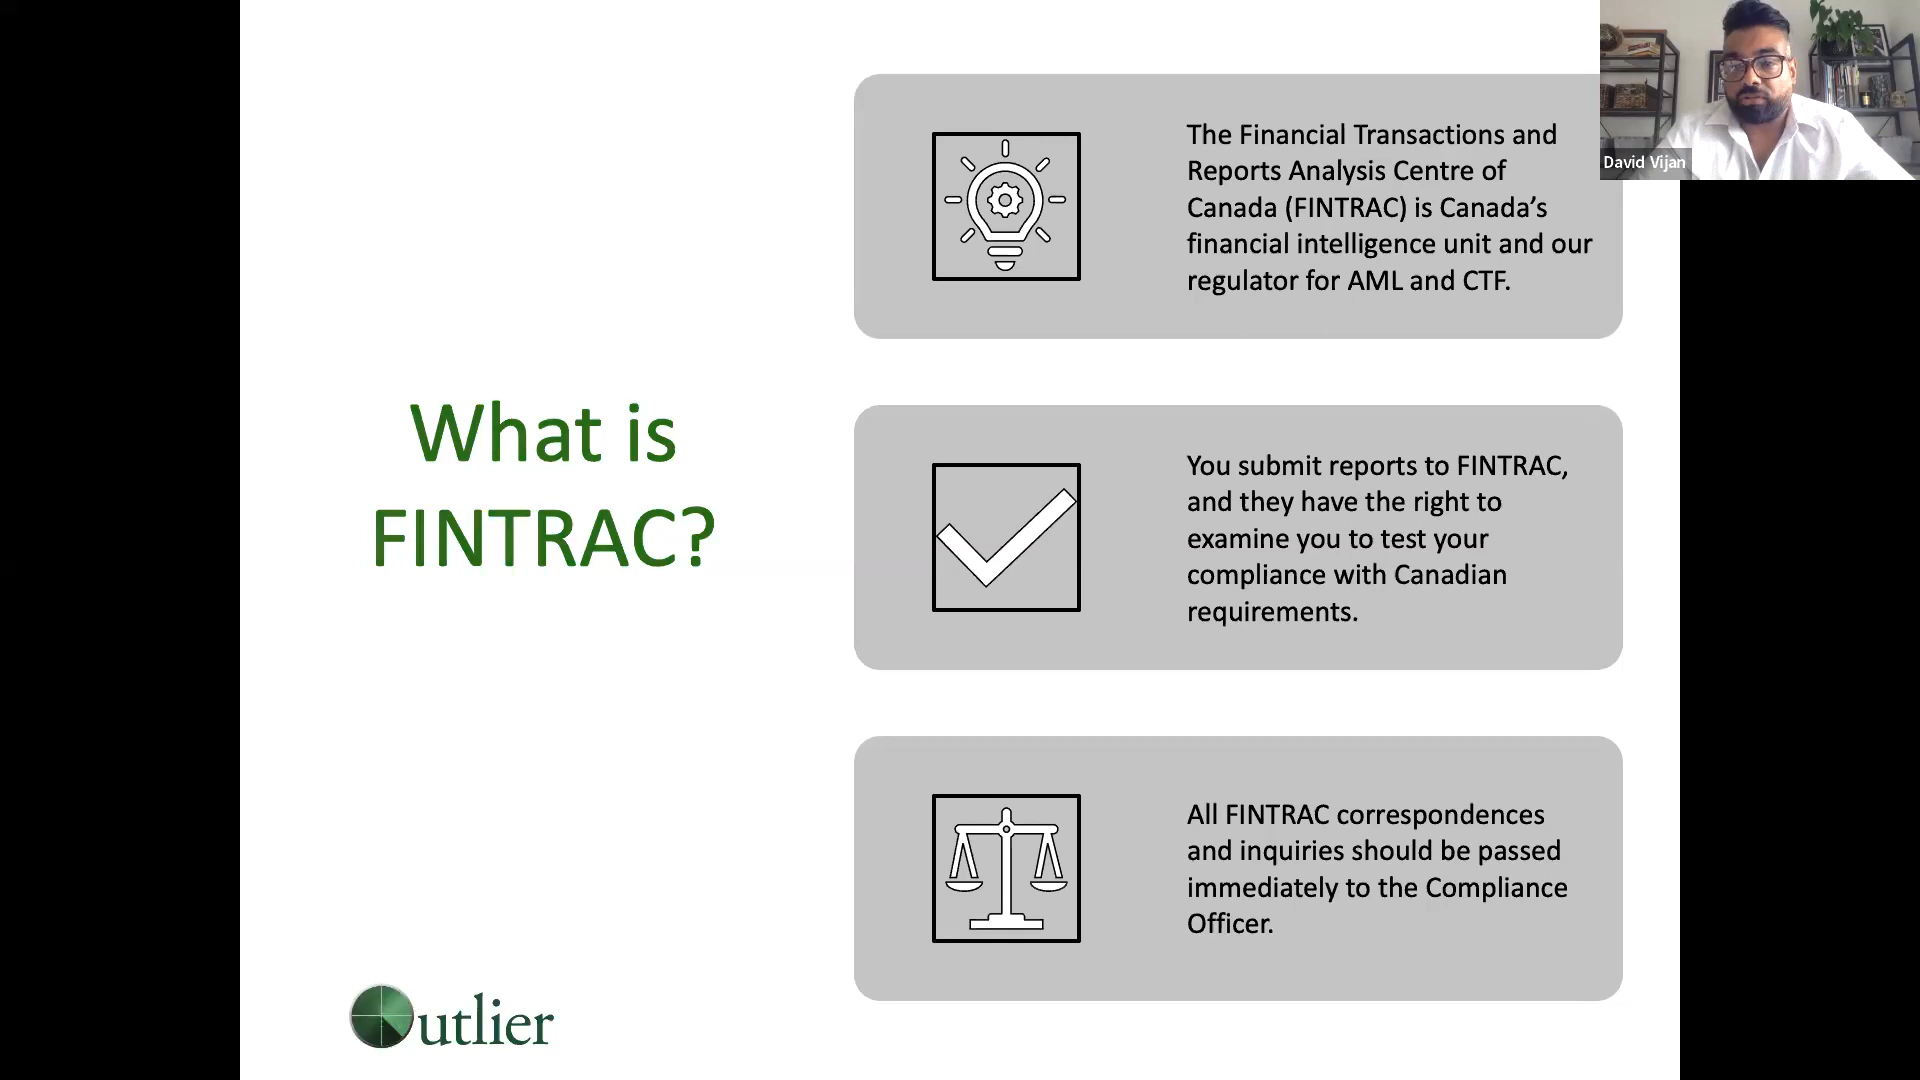 What is
FINTRAC?
The Financial Transactions and
Reports Analysis Centre of
Canada (FINTRAC) is Canada’s
financial intelligence unit and our
regulator for AML and CTF.
You submit reports to FINTRAC,
and they have the right to
examine you to test your
compliance with Canadian
requirements.
All FINTRAC correspondences
and inquiries should be passed
immediately to the Compliance
Officer.
Outlier
David Vijan